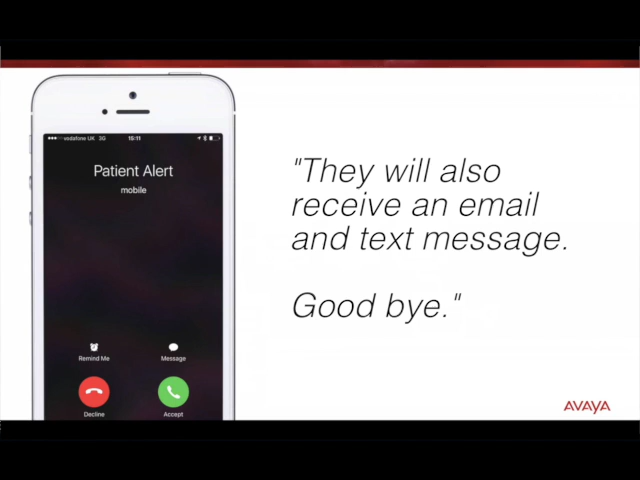 ●●●○○ vodafone UK 3G 15:11
Patient Alert
mobile
"They will also
receive an email
and text message.
Good bye."
Remind Me Message
Decline Accept
AVAYA